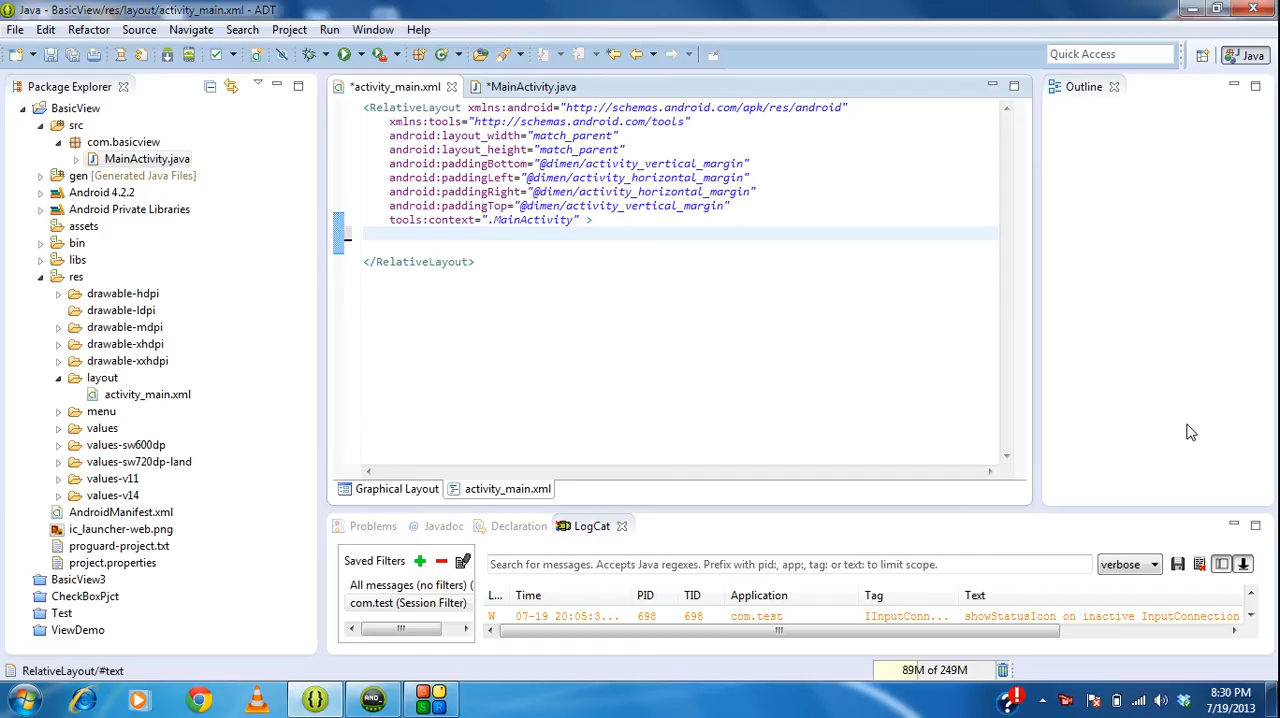 Java - BasicView/res/layout/activity_main.xml - ADT
File Edit Refactor Source Navigate Search Project Run Window Help
Quick Access
Java
Package Explorer
*activity_main.xml
*MainActivity.java
Outline
BasicView
src
com.basicview
MainActivity.java
gen [Generated Java Files]
Android 4.2.2
Android Private Libraries
assets
bin
libs
res
drawable-hdpi
drawable-ldpi
drawable-mdpi
drawable-xhdpi
drawable-xxhdpi
layout
activity_main.xml
menu
values
values-sw600dp
values-sw720dp-land
values-v11
values-v14
AndroidManifest.xml
ic_launcher-web.png
proguard-project.txt
project.properties
BasicView3
CheckBoxPjct
Test
ViewDemo
<RelativeLayout xmlns:android="http://schemas.android.com/apk/res/android"
xmlns:tools="http://schemas.android.com/tools"
android:layout_width="match_parent"
android:layout_height="match_parent"
android:paddingBottom="@dimen/activity_vertical_margin"
android:paddingLeft="@dimen/activity_horizontal_margin"
android:paddingRight="@dimen/activity_horizontal_margin"
android:paddingTop="@dimen/activity_vertical_margin"
tools:context=".MainActivity" >
</RelativeLayout>
Graphical Layout
activity_main.xml
Problems
@ Javadoc
Declaration
LogCat
Saved Filters
All messages (no filters) (
com.test (Session Filter)
Search for messages. Accepts Java regexes. Prefix with pid:, app:, tag: or text: to limit scope.
verbose
L... Time PID TID Application Tag Text
W 07-19 20:05:3... 698 698 com.test IInputConn... showStatusIcon on inactive InputConnection
RelativeLayout/#text
89M of 249M
8:30 PM
7/19/2013